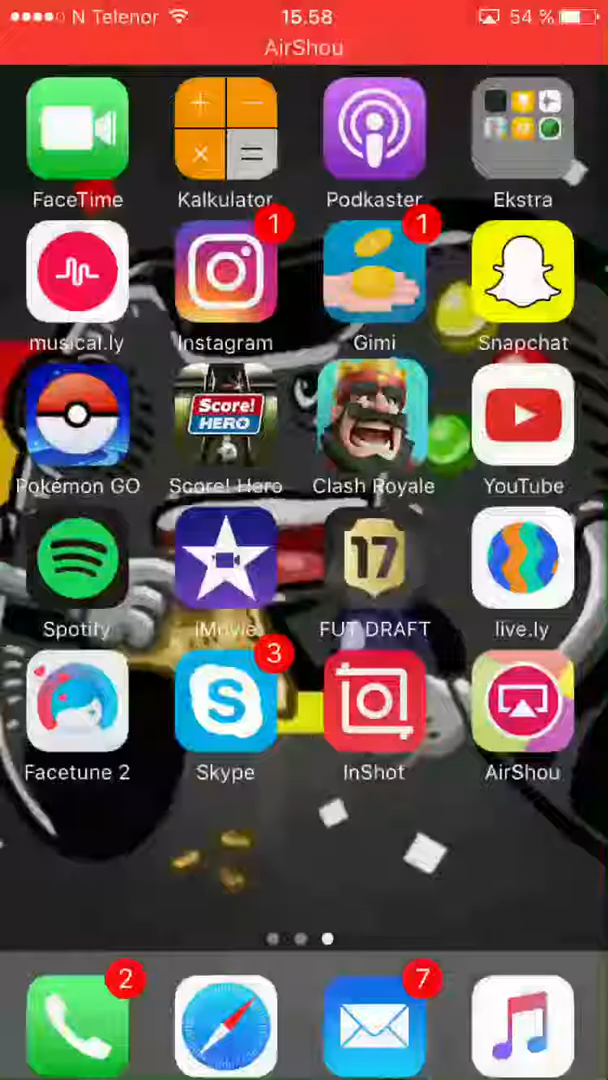 N Telenor 15.58 54 %
AirShou
FaceTime Kalkulator Podkaster Ekstra
1 1
musical.ly Instagram Gimi Snapchat
Score!
HERO
Pokémon GO Score! Hero Clash Royale YouTube
17
Spotify iMovie FUT DRAFT live.ly
3
Facetune 2 Skype InShot AirShou
2 7